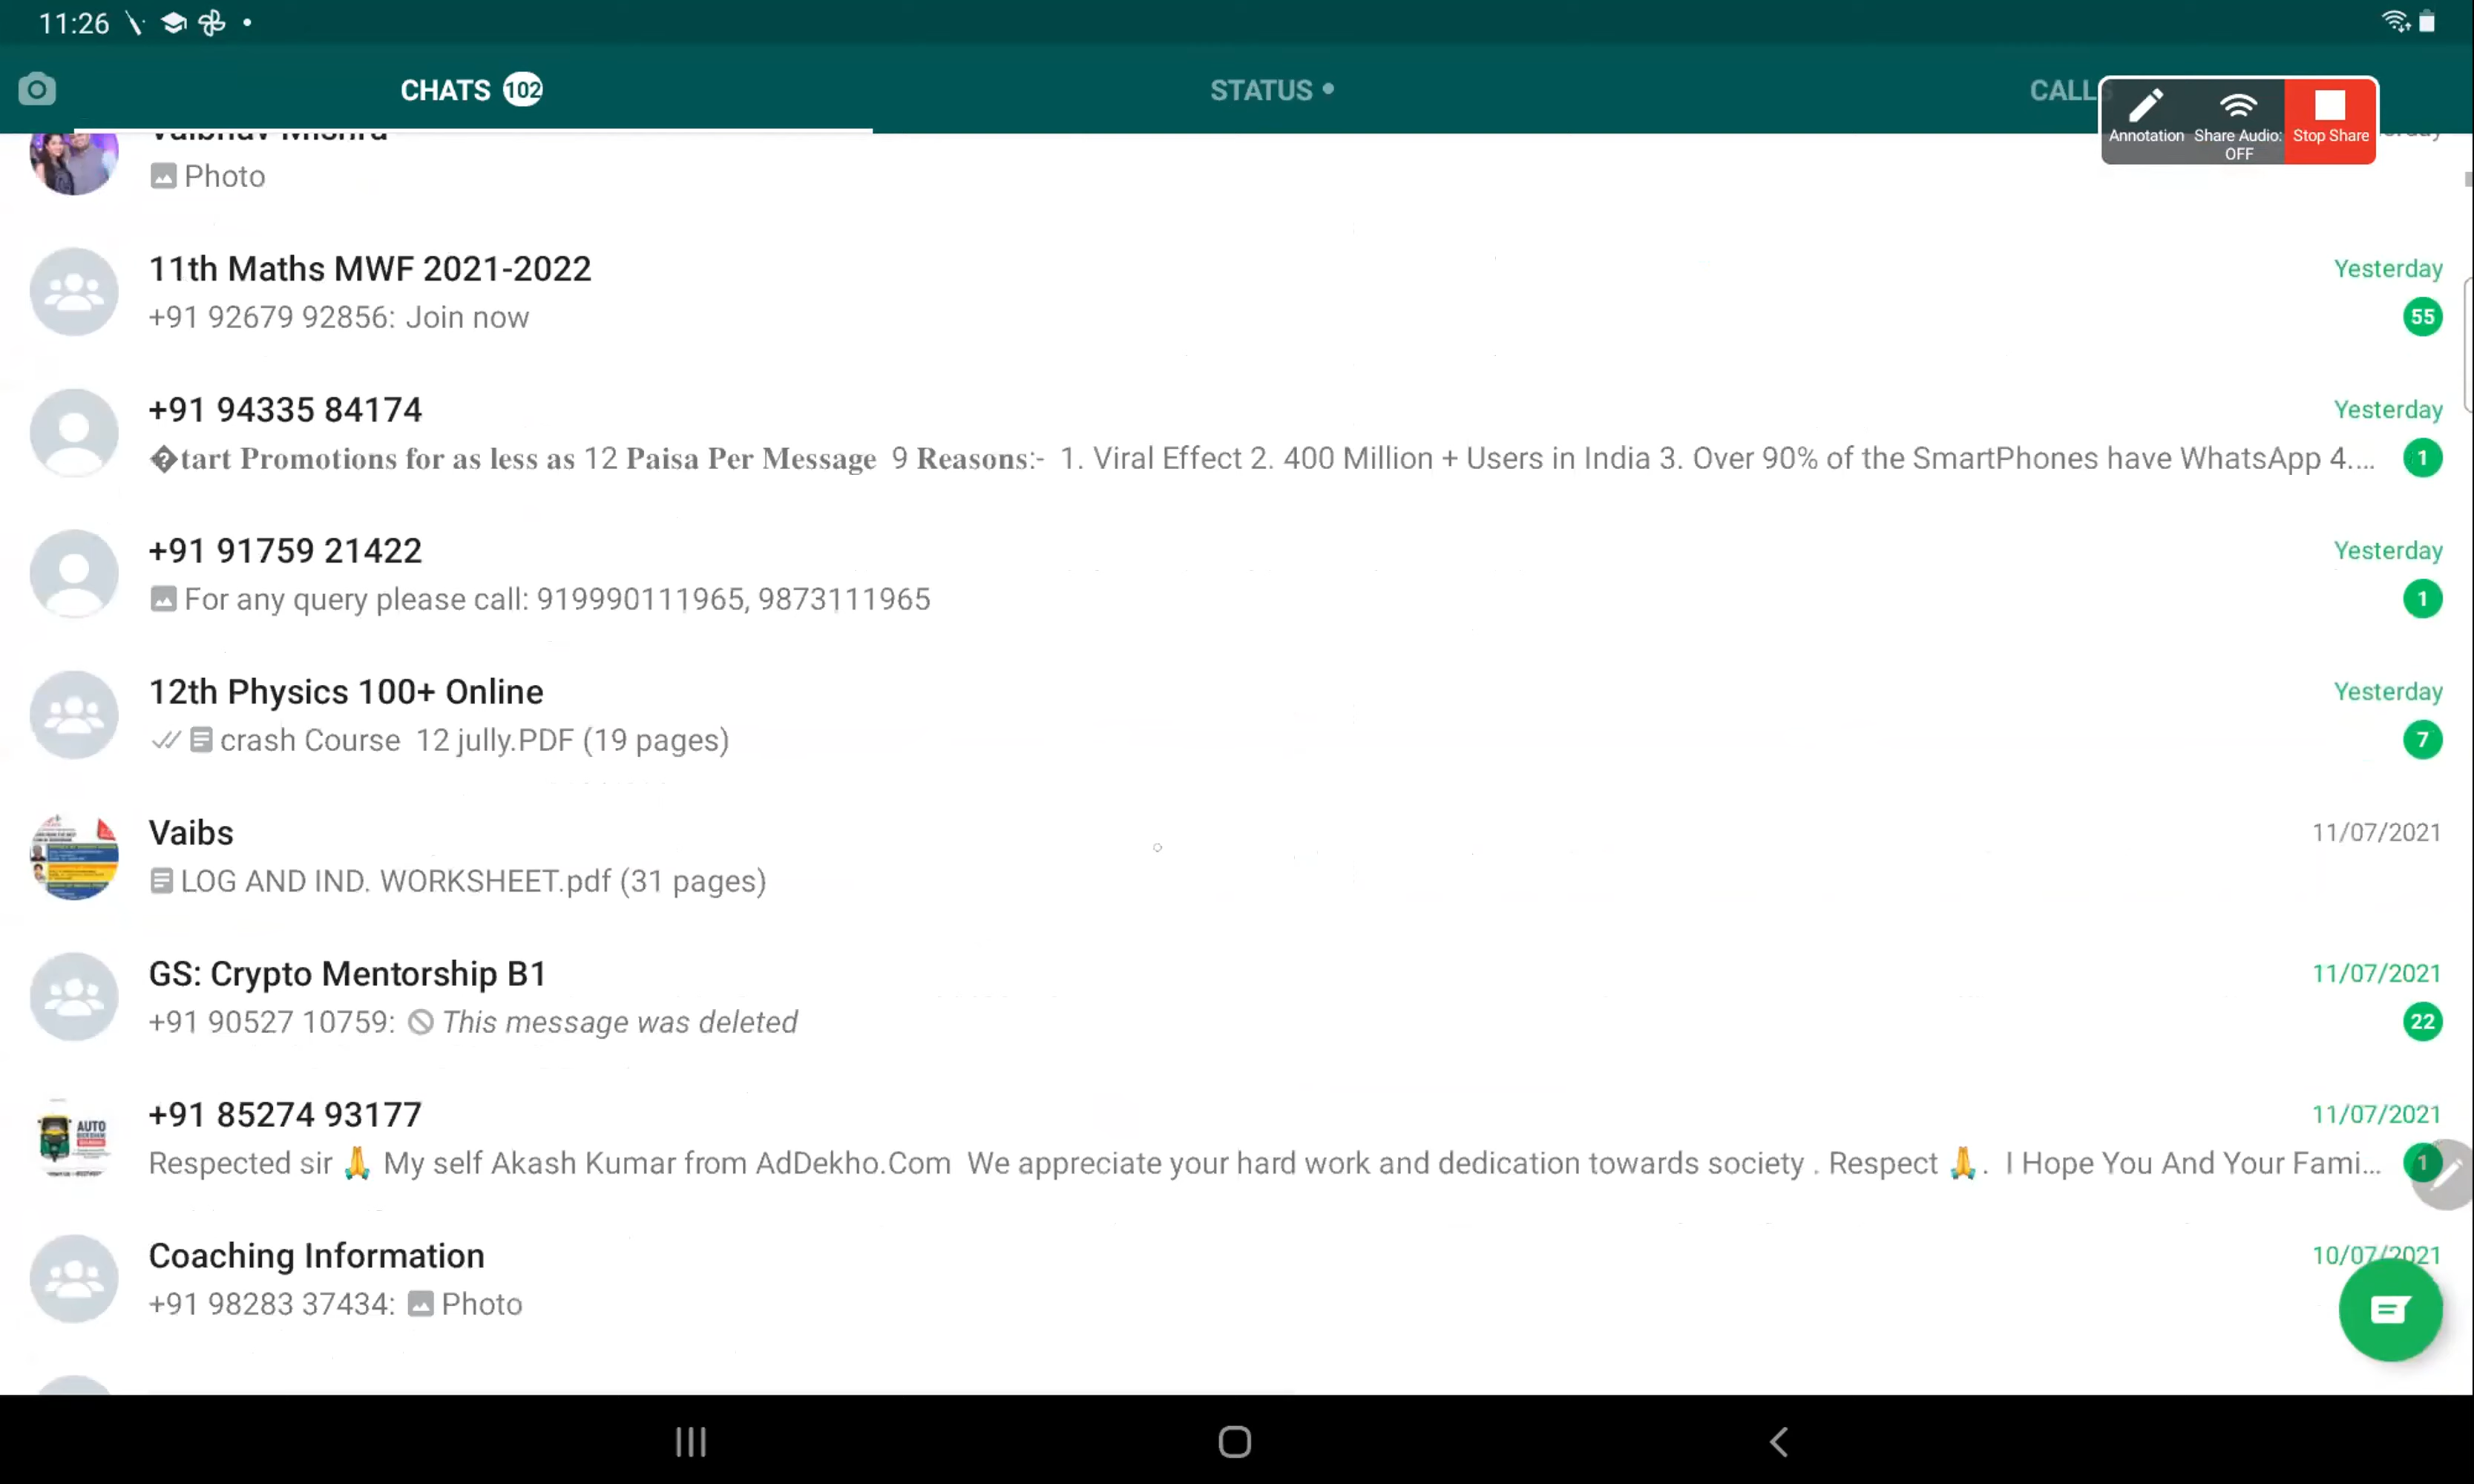 11:26
CHATS 102
STATUS
CALL
Annotation
Share Audio: OFF
Stop Share
Vaibhav Mishra
Photo
11th Maths MWF 2021-2022
Yesterday
+91 92679 92856: Join now
55
+91 94335 84174
Yesterday
�tart Promotions for as less as 12 Paisa Per Message 9 Reasons:- 1. Viral Effect 2. 400 Million + Users in India 3. Over 90% of the SmartPhones have WhatsApp 4....
1
+91 91759 21422
Yesterday
For any query please call: 919990111965, 9873111965
1
12th Physics 100+ Online
Yesterday
crash Course 12 jully.PDF (19 pages)
7
Vaibs
11/07/2021
LOG AND IND. WORKSHEET.pdf (31 pages)
GS: Crypto Mentorship B1
11/07/2021
+91 90527 10759: This message was deleted
22
AUTO
+91 85274 93177
11/07/2021
Respected sir 🙏 My self Akash Kumar from AdDekho.Com We appreciate your hard work and dedication towards society . Respect 🙏. I Hope You And Your Fami...
1
Coaching Information
10/07/2021
+91 98283 37434: Photo